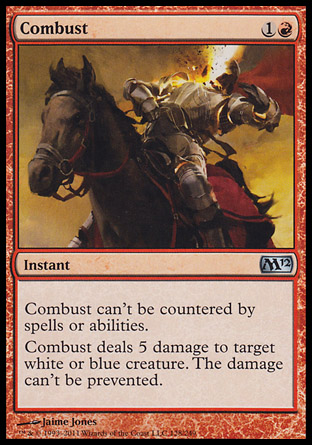 Combust 1
Instant M12
Combust can't be countered by
spells or abilities.
Combust deals 5 damage to target
white or blue creature. The damage
can't be prevented.
Jaime Jones